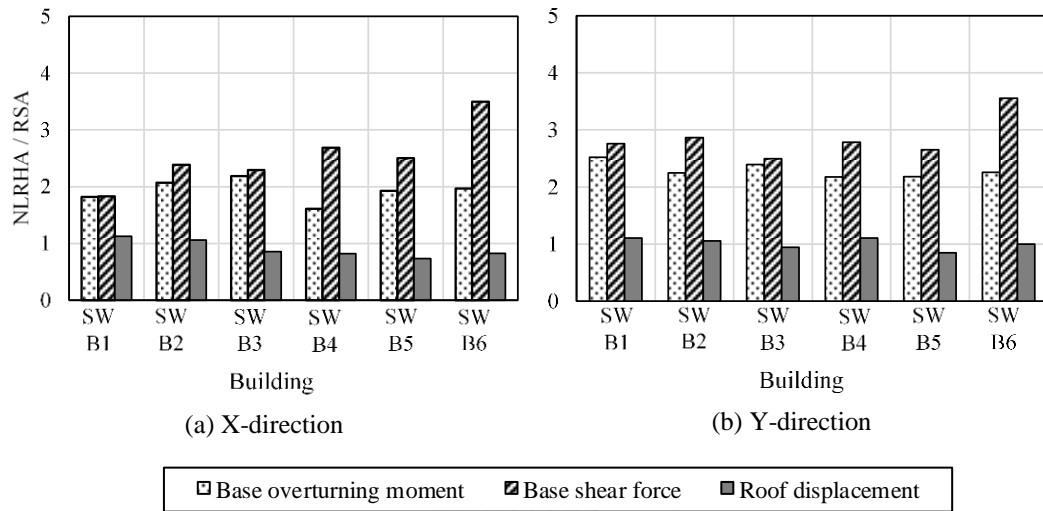 5 5
4 4
3 3
2 2
1 1
0 0
NLRHA / RSA
SW SW SW SW SW SW SW SW SW SW SW SW
B1 B2 B3 B4 B5 B6 B1 B2 B3 B4 B5 B6
Building Building
(a) X-direction (b) Y-direction
Base overturning moment Base shear force Roof displacement